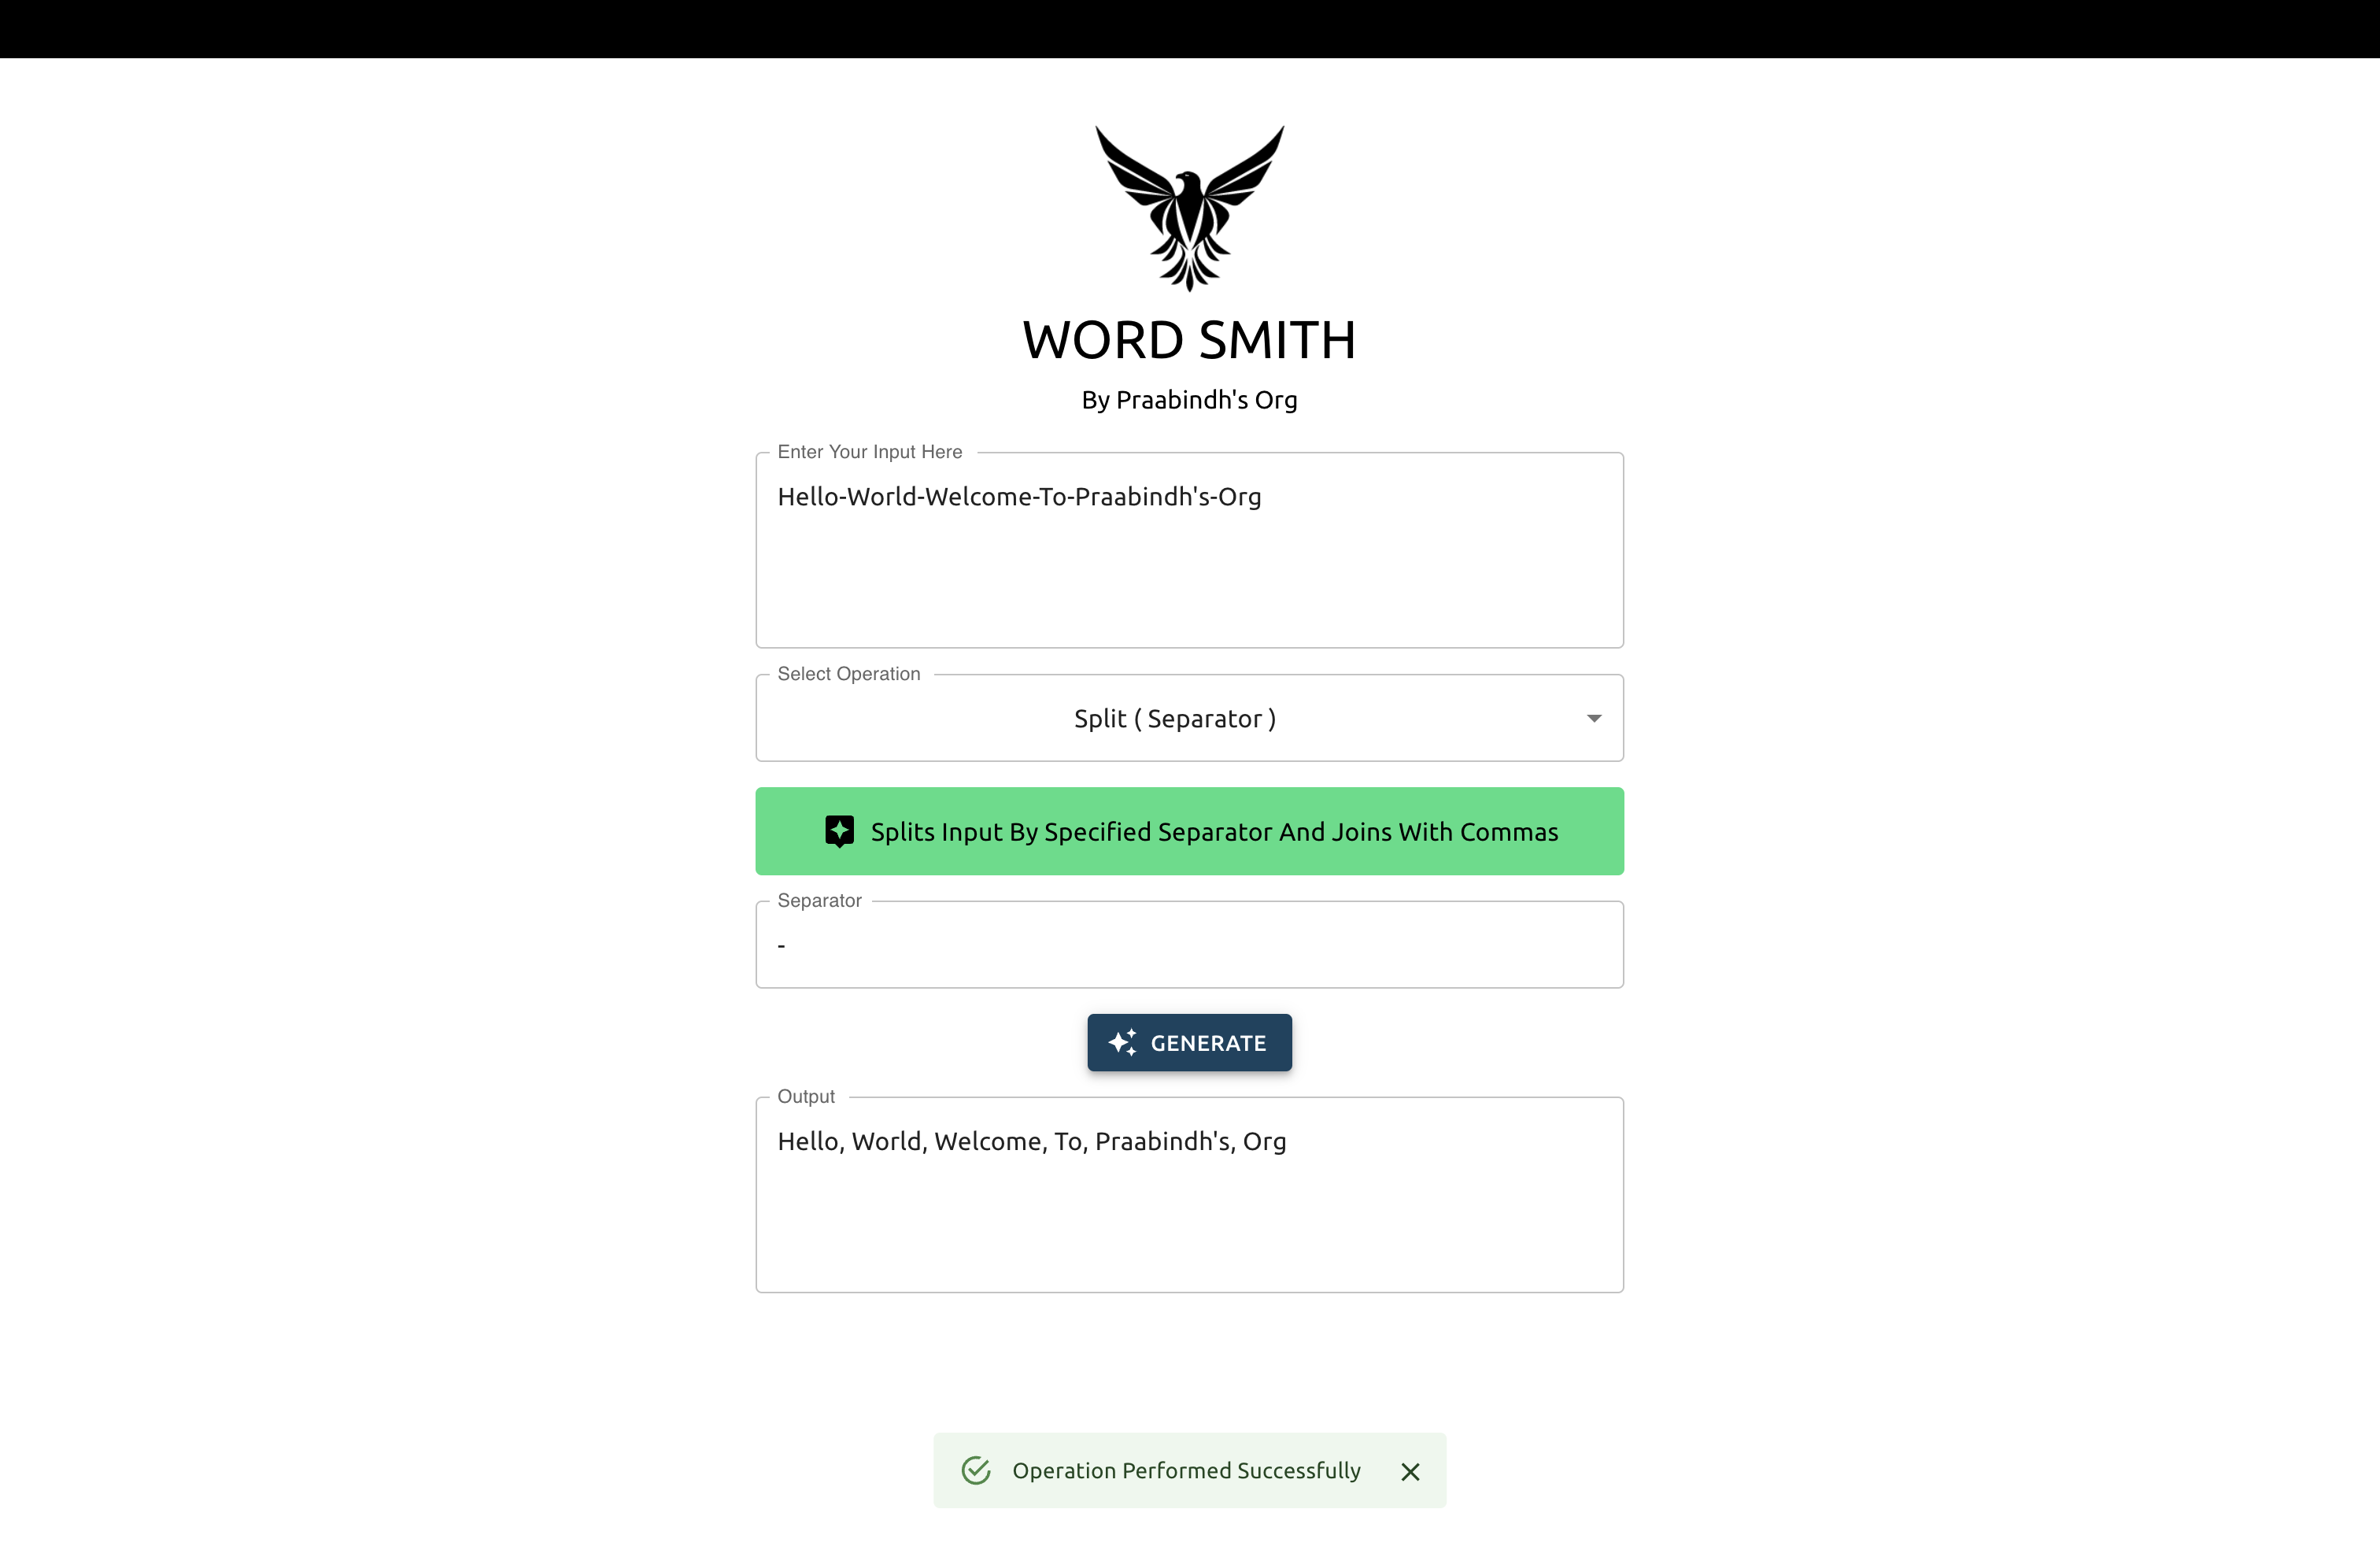 WORD SMITH
By Praabindh's Org
Enter Your Input Here
Hello-World-Welcome-To-Praabindh's-Org
Select Operation
Split ( Separator )
Splits Input By Specified Separator And Joins With Commas
Separator
-
GENERATE
Output
Hello, World, Welcome, To, Praabindh's, Org
Operation Performed Successfully